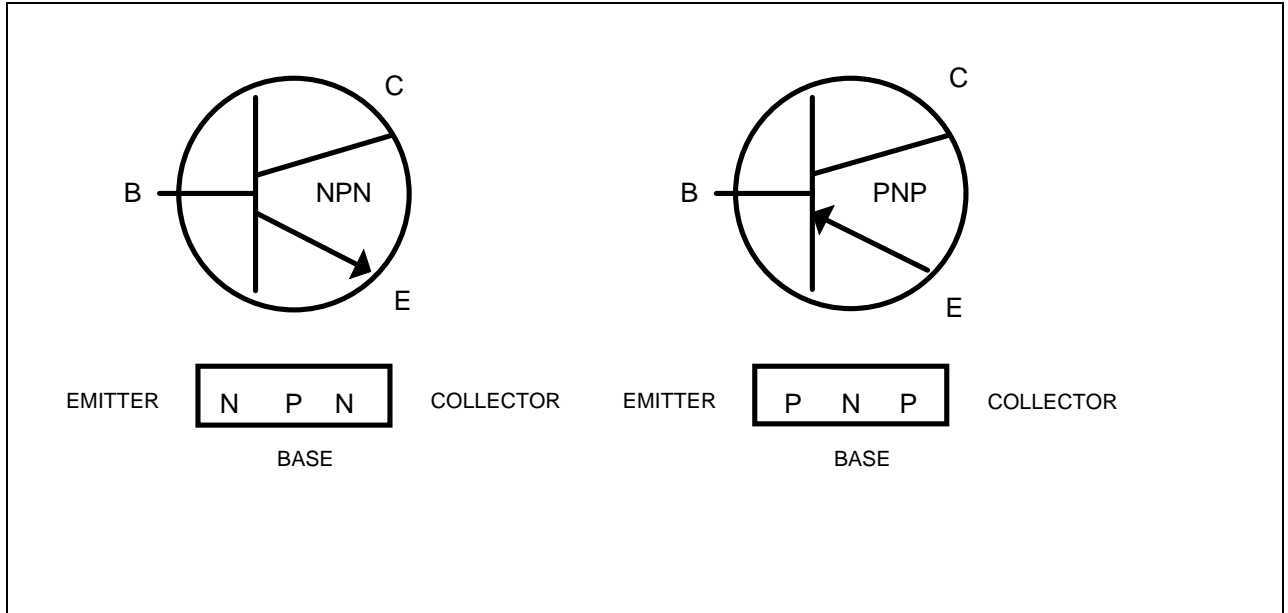 C
B
NPN
E
EMITTER
N P N
COLLECTOR
BASE
C
B
PNP
E
EMITTER
P N P
COLLECTOR
BASE